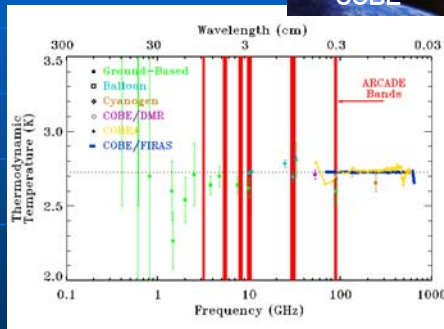 COBE
Wavelength (cm)
300 30 3 0.3 0.03
3.5
Ground-Based
Balloon
Cyanogen
COBE/DMR
COBRA
COBE/FIRAS
ARCADE
Bands
3.0
Thermodynamic
Temperature (K)
2.5
2.0
0.1 1 10 100 1000
Frequency (GHz)